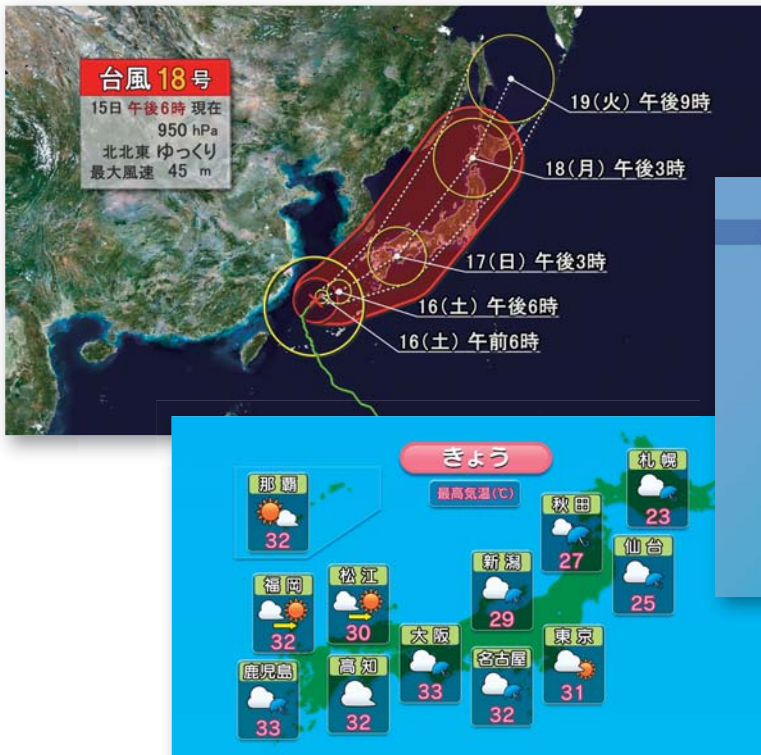 台風18号
15日 午後6時 現在
950 hPa
北北東 ゆっくり
最大風速 45 m
19(火) 午後9時
18(月) 午後3時
17(日) 午後3時
16(土) 午後6時
16(土) 午前6時
きょう
最高気温(℃)
札幌
23
那覇
32
秋田
27
仙台
25
新潟
29
松江
30
福岡
32
大阪
33
東京
31
名古屋
32
高知
32
鹿児島
33